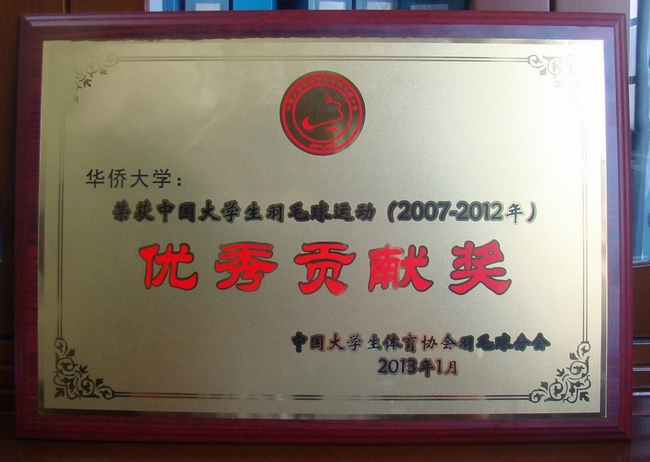 华侨大学：
荣获中国大学生羽毛球运动（2007-2012年）
优秀贡献奖
中国大学生体育协会羽毛球分会
2013年1月